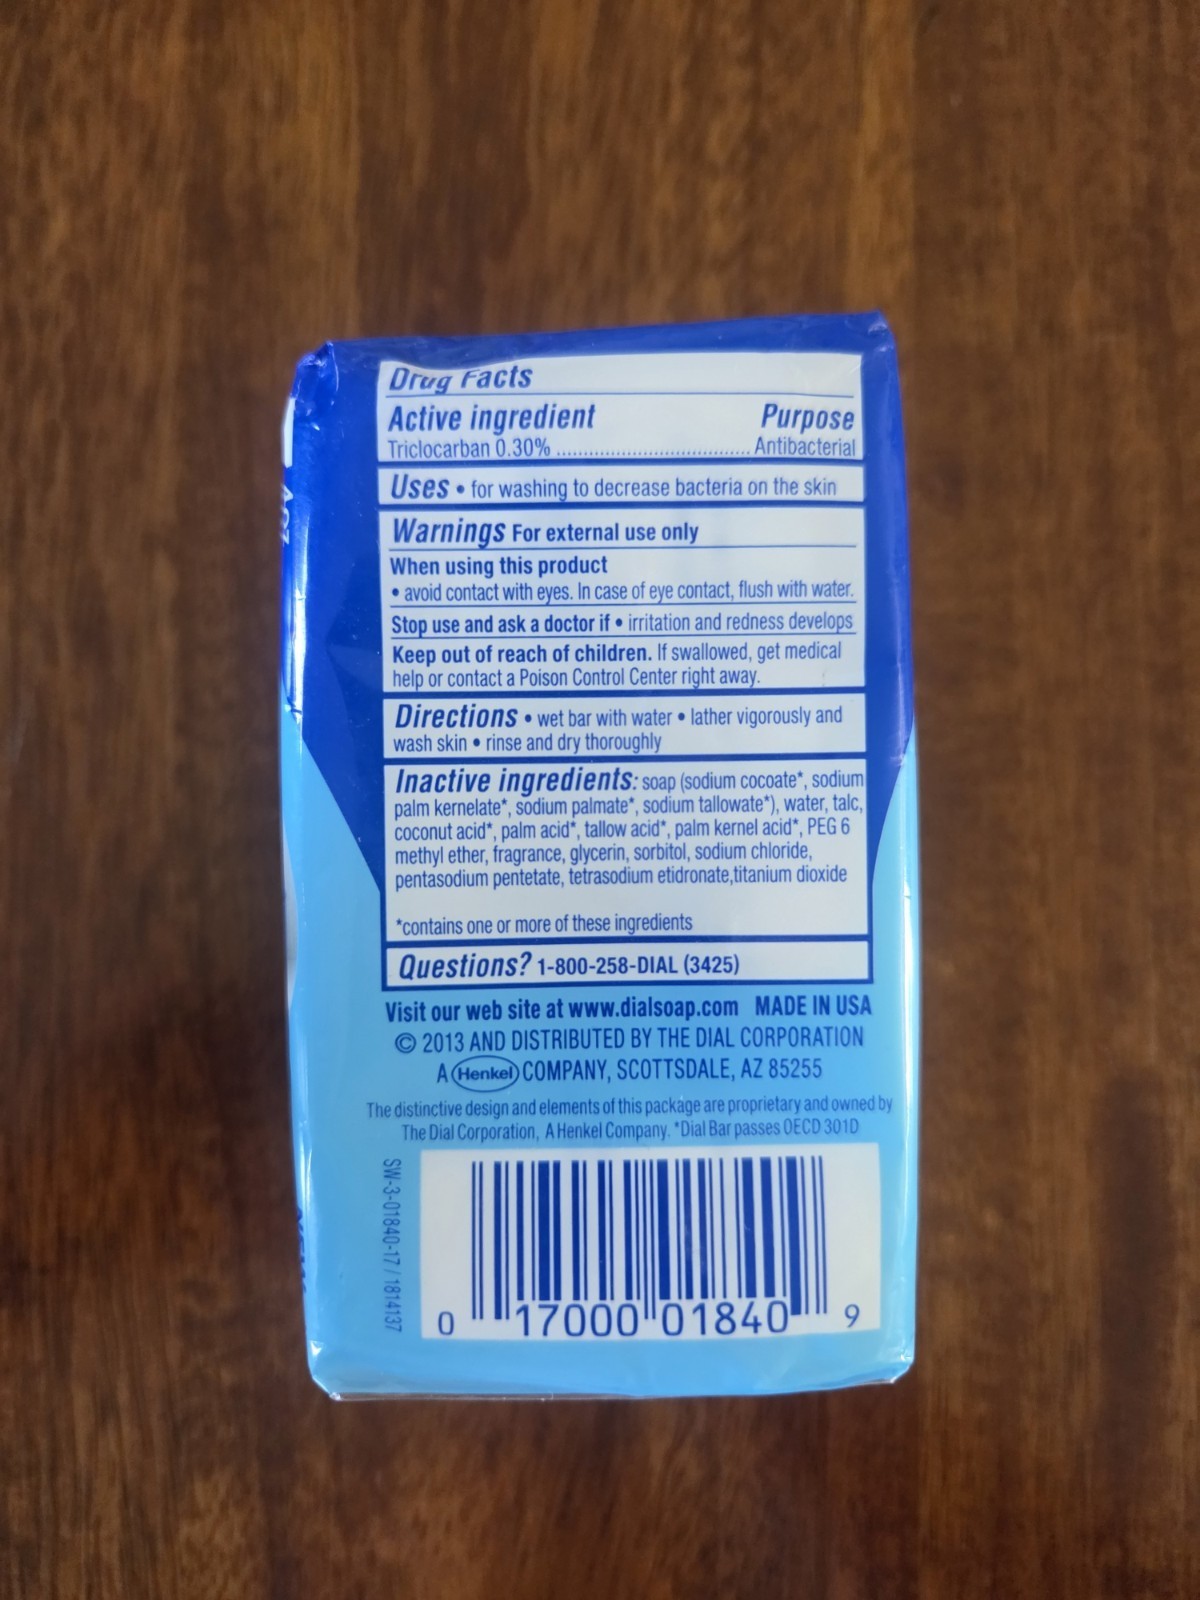 Drug Facts
Active ingredient Purpose
Triclocarban 0.30% ................................... Antibacterial
Uses • for washing to decrease bacteria on the skin
Warnings For external use only
When using this product
• avoid contact with eyes. In case of eye contact, flush with water.
Stop use and ask a doctor if • irritation and redness develops
Keep out of reach of children. If swallowed, get medical
help or contact a Poison Control Center right away.
Directions • wet bar with water • lather vigorously and
wash skin • rinse and dry thoroughly
Inactive ingredients: soap (sodium cocoate*, sodium
palm kernelate*, sodium palmate*, sodium tallowate*), water, talc,
coconut acid*, palm acid*, tallow acid*, palm kernel acid*, PEG 6
methyl ether, fragrance, glycerin, sorbitol, sodium chloride,
pentasodium pentetate, tetrasodium etidronate,titanium dioxide
*contains one or more of these ingredients
Questions? 1-800-258-DIAL (3425)
Visit our web site at www.dialsoap.com MADE IN USA
© 2013 AND DISTRIBUTED BY THE DIAL CORPORATION
A Henkel COMPANY, SCOTTSDALE, AZ 85255
The distinctive design and elements of this package are proprietary and owned by
The Dial Corporation, A Henkel Company. *Dial Bar passes OECD 301D
SW-3-01840-17 / 1814137
0 17000 01840 9